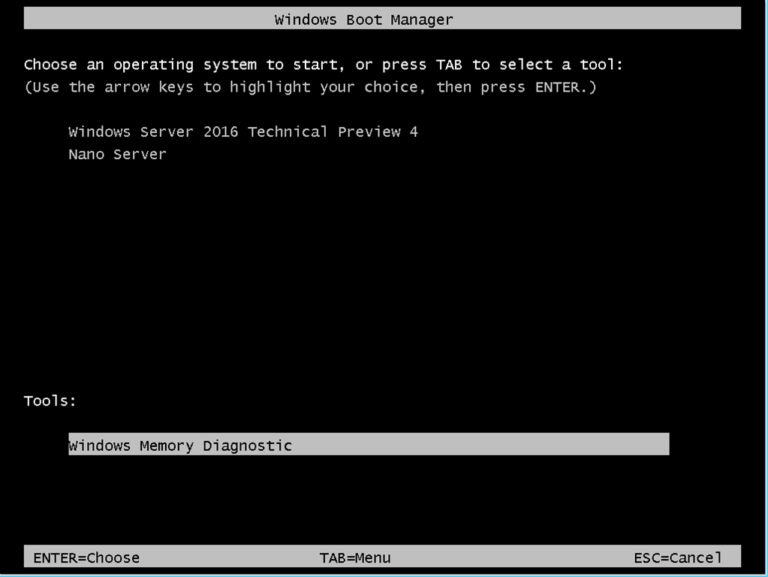 Windows Boot Manager
Choose an operating system to start, or press TAB to select a tool:
(Use the arrow keys to highlight your choice, then press ENTER.)
Windows Server 2016 Technical Preview 4
Nano Server
Tools:
Windows Memory Diagnostic
ENTER=Choose TAB=Menu ESC=Cancel